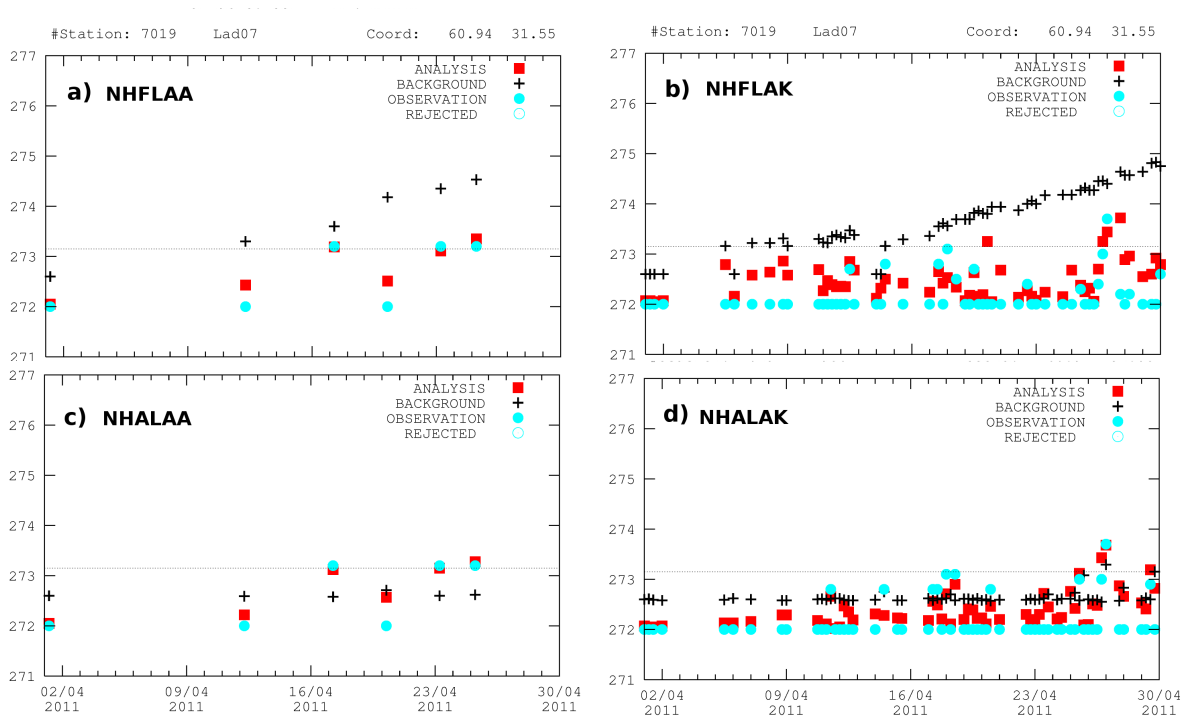 #Station: 7019 Lad07 Coord: 60.94 31.55
277
276
275
274
273
272
271
a) NHFLAA
ANALYSIS
BACKGROUND
OBSERVATION
REJECTED
#Station: 7019 Lad07 Coord: 60.94 31.55
277
276
275
274
273
272
271
b) NHFLAK
ANALYSIS
BACKGROUND
OBSERVATION
REJECTED
277
276
275
274
273
272
271
c) NHALAA
ANALYSIS
BACKGROUND
OBSERVATION
REJECTED
02/04 09/04 16/04 23/04 30/04
2011 2011 2011 2011 2011
277
276
275
274
273
272
271
d) NHALAK
ANALYSIS
BACKGROUND
OBSERVATION
REJECTED
02/04 09/04 16/04 23/04 30/04
2011 2011 2011 2011 2011